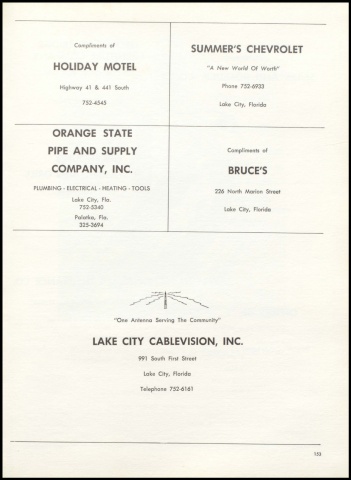 Compliments of
HOLIDAY MOTEL
Highway 41 & 441 South
752-4545
SUMMER'S CHEVROLET
"A New World Of Worth"
Phone 752-6933
Lake City, Florida
ORANGE STATE
PIPE AND SUPPLY
COMPANY, INC.
PLUMBING - ELECTRICAL - HEATING - TOOLS
Lake City, Fla.
752-5340
Palatka, Fla.
325-3694
Compliments of
BRUCE'S
226 North Marion Street
Lake City, Florida
"One Antenna Serving The Community"
LAKE CITY CABLEVISION, INC.
991 South First Street
Lake City, Florida
Telephone 752-6161
153